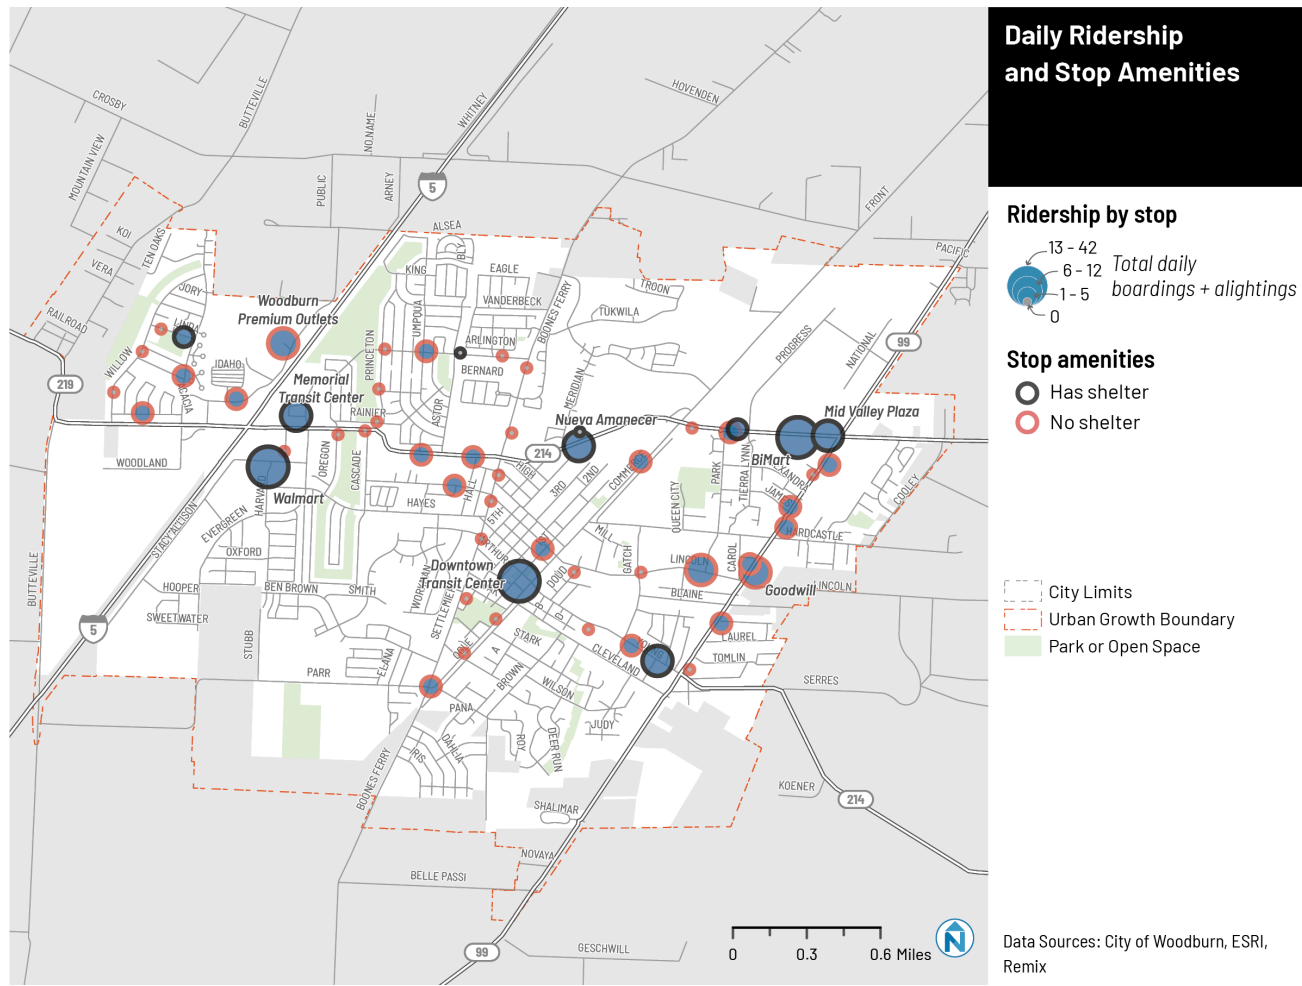 Daily Ridership
and Stop Amenities
Ridership by stop
13 - 42
6 - 12
1 - 5
0
Total daily
boardings + alightings
Stop amenities
Has shelter
No shelter
City Limits
Urban Growth Boundary
Park or Open Space
Data Sources: City of Woodburn, ESRI,
Remix
0
0.3
0.6 Miles
N
CROSBY
BUTTEVILLE
MOUNTAIN VIEW
NO NAME
WHITNEY
HOVENDEN
PUBLIC
ARNEY
5
FRONT
PACIFIC
KOI
TEN OAKS
VERA
JORY
RAILROAD
LINDA
WILLOW
IDAHO
ACACIA
219
WOODLAND
Woodburn
Premium Outlets
Memorial
Transit Center
Walmart
ALSEA
BLY
KING
EAGLE
VANDERBECK
UMPQUA
ARLINGTON
BERNARD
PRINCETON
ASTOR
RAINIER
BOONES FERRY
TROON
TUKWILA
MERIDIAN
Nueva Amanecer
214
PROGRESS
NATIONAL
99
Mid Valley Plaza
BiMart
OREGON
CASCADE
HARVARD
HAYES
HALL
HIGH
3RD
2ND
5TH
QUEEN CITY
PARK
TIERRA LYNN
COOLEY
HARDCASTLE
STACY ALLISON
EVERGREEN
OXFORD
HOOPER
BEN BROWN
SMITH
SWEETWATER
STUBB
PARR
ELANA
ARTHUR
Downtown
Transit Center
MILL
GATCH
DOUD
LINCOLN
CAROL
BLAINE
Goodwill
LINCOLN
LAUREL
TOMLIN
SERRES
STARK
CLEVELAND
A
B
D
BROWN
WILSON
PANA
JUDY
ROY
DEER RUN
IRIS
DAHLIA
BOONES FERRY
BUTTEVILLE
5
SHALIMAR
KOENER
214
NOVAYA
BELLE PASSI
99
GESCHWILL